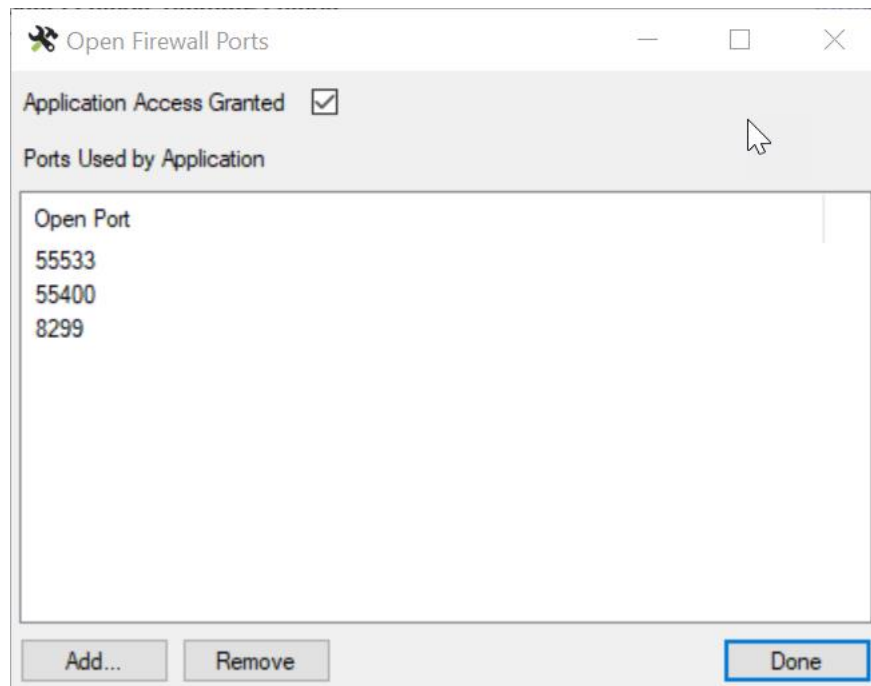 Open Firewall Ports
Application Access Granted
Ports Used by Application
Open Port
55533
55400
8299
Add... Remove Done